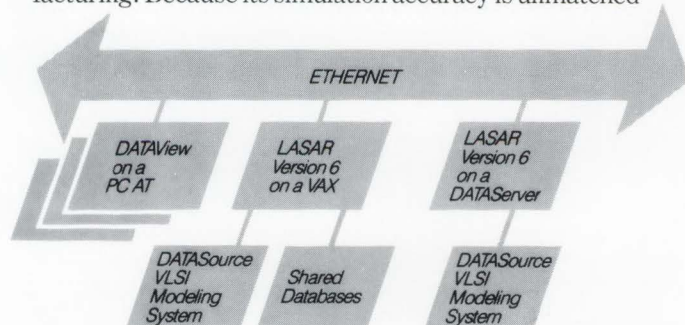 facturing. Because its simulation accuracy is unmatched
ETHERNET
DATAView
on a
PC AT
LASAR
Version 6
on a VAX
LASAR
Version 6
on a
DATAServer
DATASource
VLSI
Modeling
System
Shared
Databases
DATASource
VLSI
Modeling
System